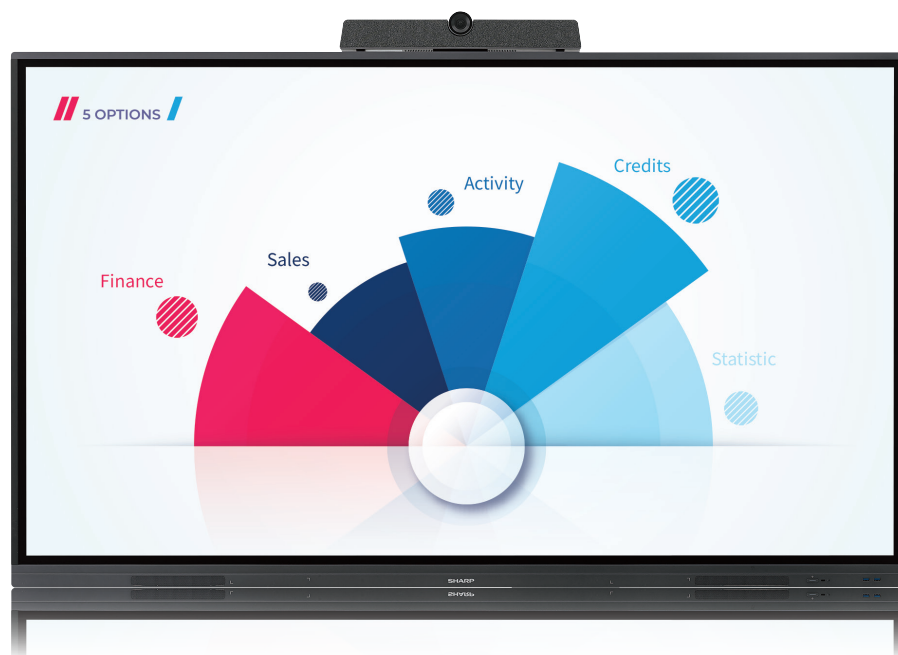 5 OPTIONS
Credits
Activity
Sales
Finance
Statistic
SHARP